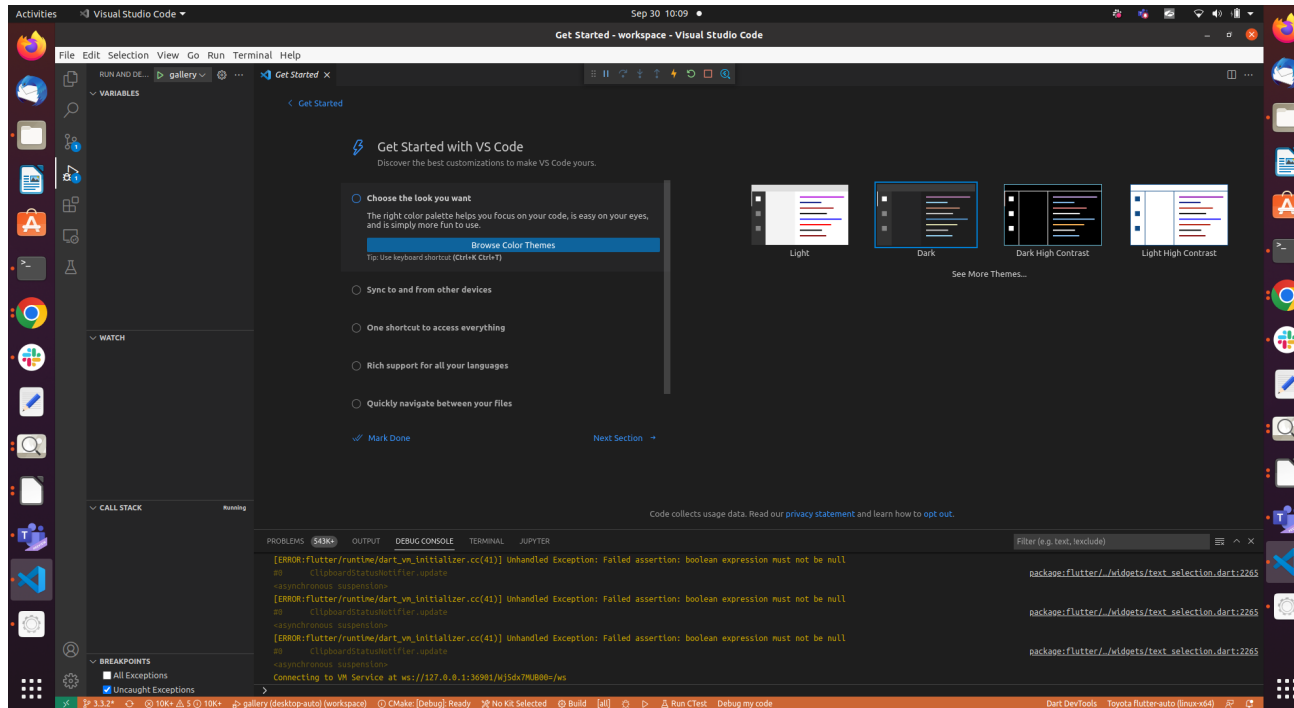 Activities
Visual Studio Code
Sep 30 10:09
Get Started - workspace - Visual Studio Code
File Edit Selection View Go Run Terminal Help
RUN AND DE...
gallery
Get Started
VARIABLES
Get Started
Get Started with VS Code
Discover the best customizations to make VS Code yours.
Choose the look you want
The right color palette helps you focus on your code, is easy on your eyes,
and is simply more fun to use.
Browse Color Themes
Tip: Use keyboard shortcut (Ctrl+K Ctrl+T)
Light
Dark
Dark High Contrast
Light High Contrast
See More Themes...
Sync to and from other devices
One shortcut to access everything
WATCH
Rich support for all your languages
Quickly navigate between your files
Mark Done
Next Section
CALL STACK
Running
Code collects usage data. Read our privacy statement and learn how to opt out.
PROBLEMS 543K+ OUTPUT DEBUG CONSOLE TERMINAL JUPYTER
Filter (e.g. text, !exclude)
[ERROR:flutter/runtime/dart_vm_initializer.cc(41)] Unhandled Exception: Failed assertion: boolean expression must not be null
#0 ClipboardStatusNotifier.update package:flutter/…/widgets/text_selection.dart:2265
<asynchronous suspension>
[ERROR:flutter/runtime/dart_vm_initializer.cc(41)] Unhandled Exception: Failed assertion: boolean expression must not be null
#0 ClipboardStatusNotifier.update package:flutter/…/widgets/text_selection.dart:2265
<asynchronous suspension>
[ERROR:flutter/runtime/dart_vm_initializer.cc(41)] Unhandled Exception: Failed assertion: boolean expression must not be null
#0 ClipboardStatusNotifier.update package:flutter/…/widgets/text_selection.dart:2265
<asynchronous suspension>
Connecting to VM Service at ws://127.0.0.1:36901/Wj5dx7MUB00=/ws
BREAKPOINTS
All Exceptions
Uncaught Exceptions
3.3.2* 10K+ 5 10K+ gallery (desktop-auto) (workspace) CMake: [Debug]: Ready No Kit Selected Build [all] Run CTest Debug my code Dart DevTools Toyota flutter-auto (linux-x64)